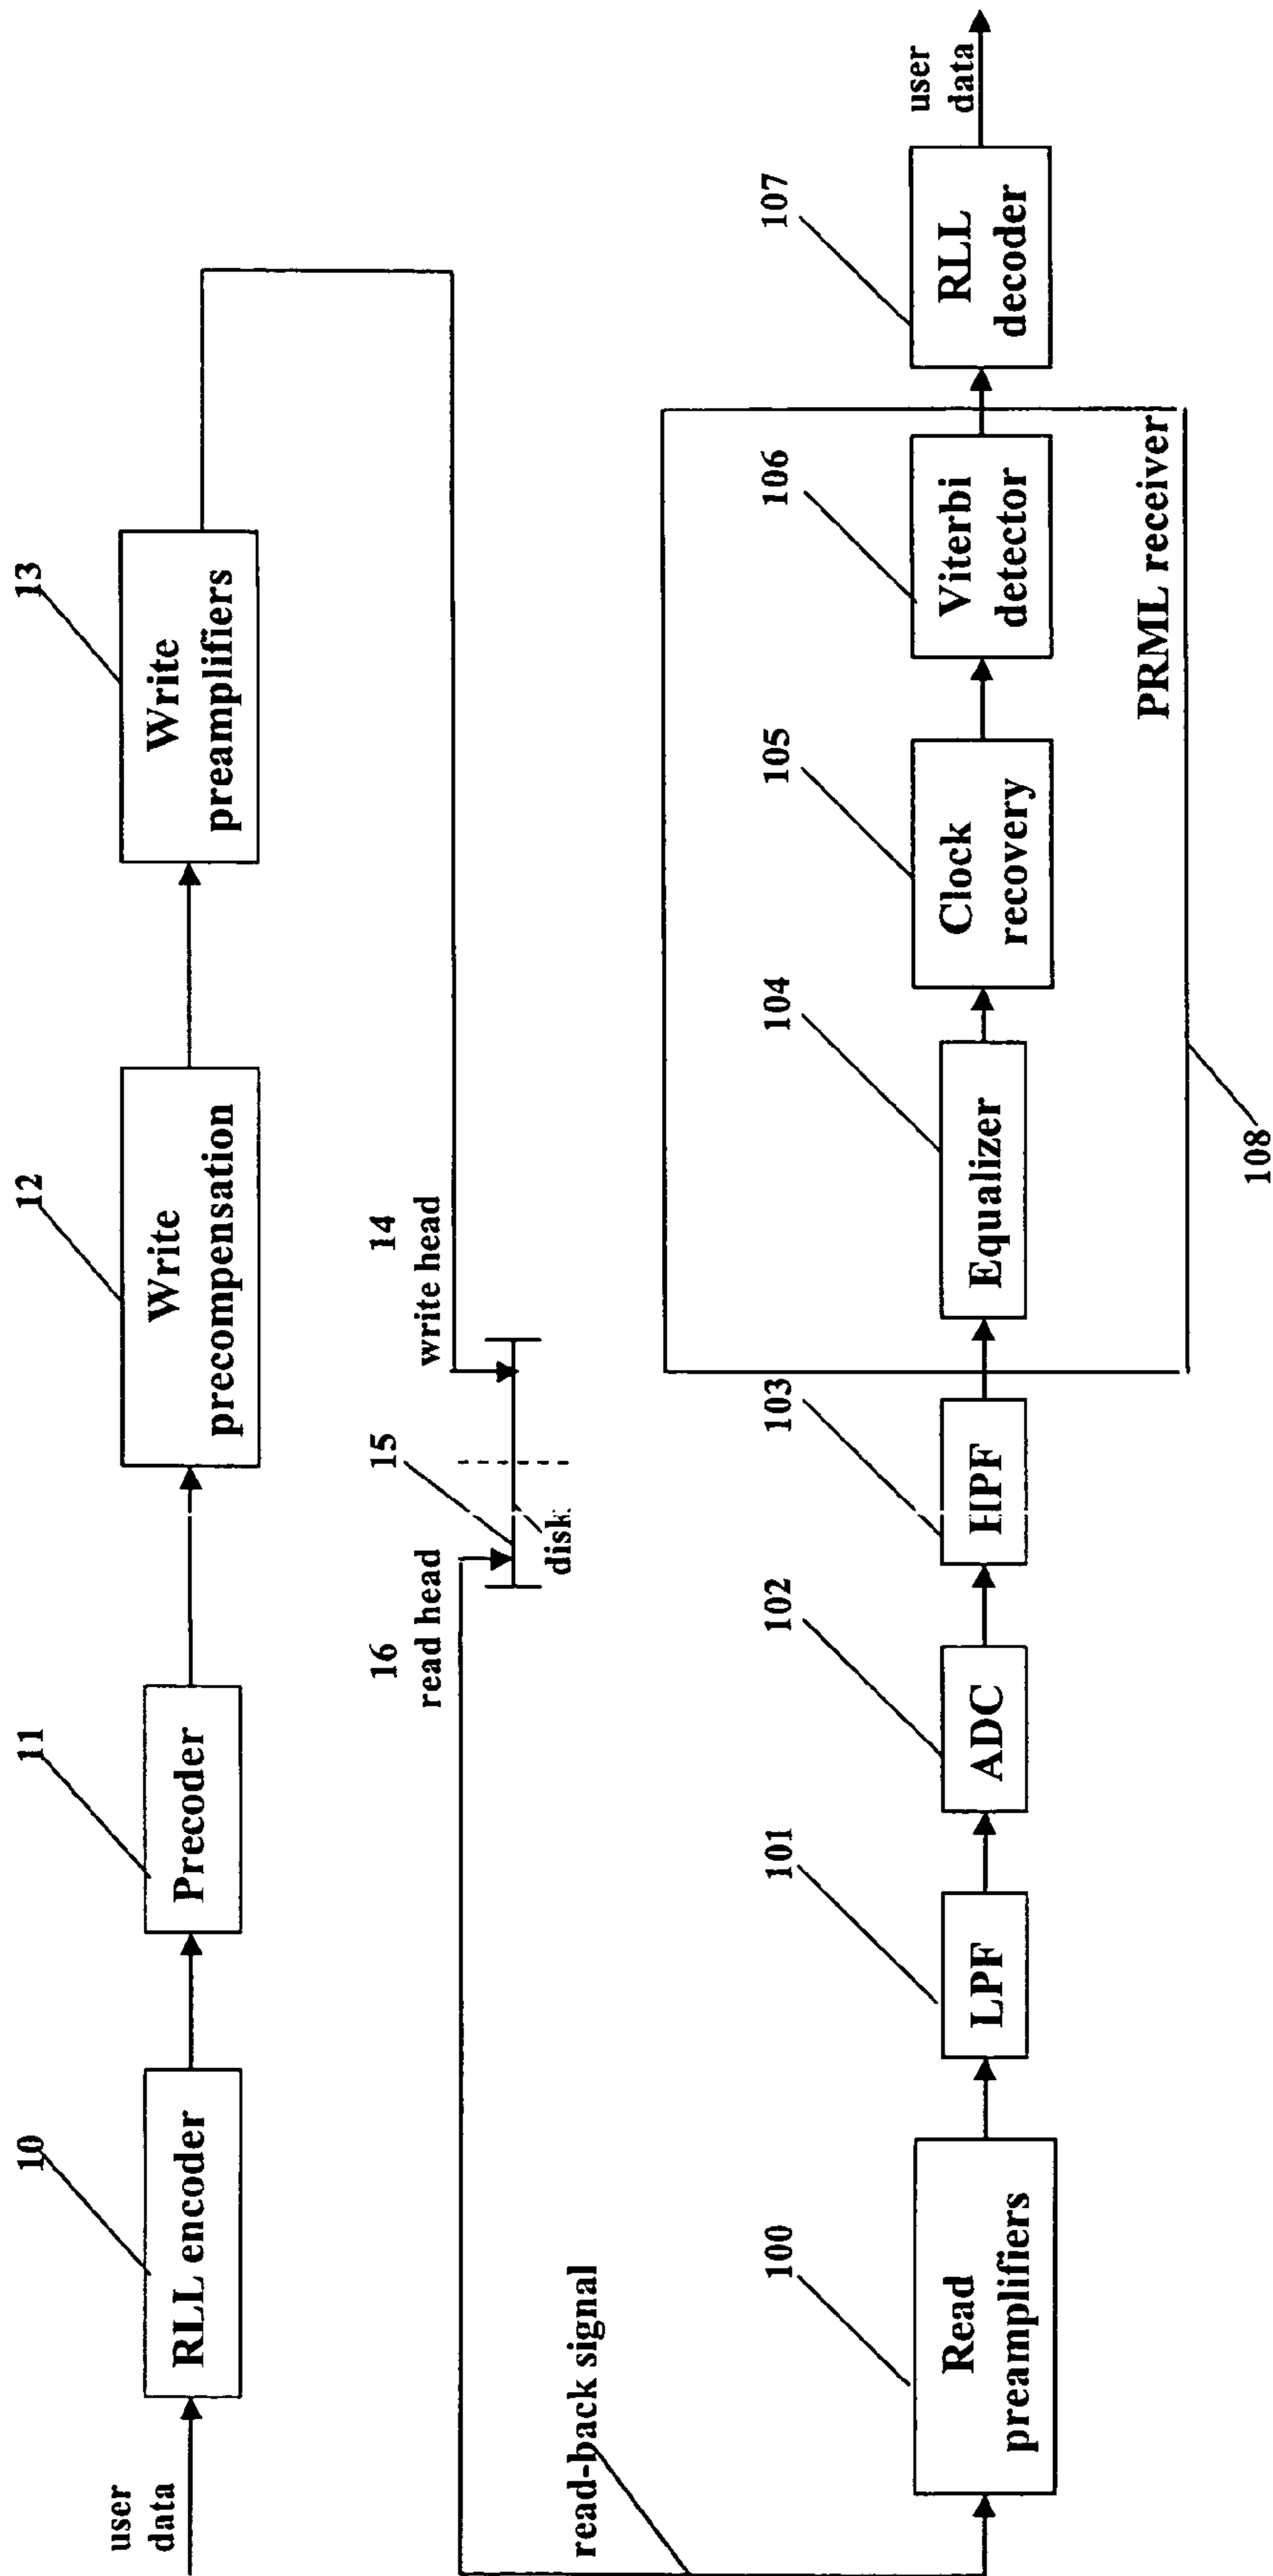 10
11
12
13
user
data
RLL encoder
Precoder
Write
precompensation
Write
preamplifiers
16
read head
15
disk
14
write head
read-back signal
100
101
102
103
104
105
106
107
Read
preamplifiers
LPF
ADC
HPF
Equalizer
Clock
recovery
Viterbi
detector
RLL
decoder
user
data
PRML receiver
108